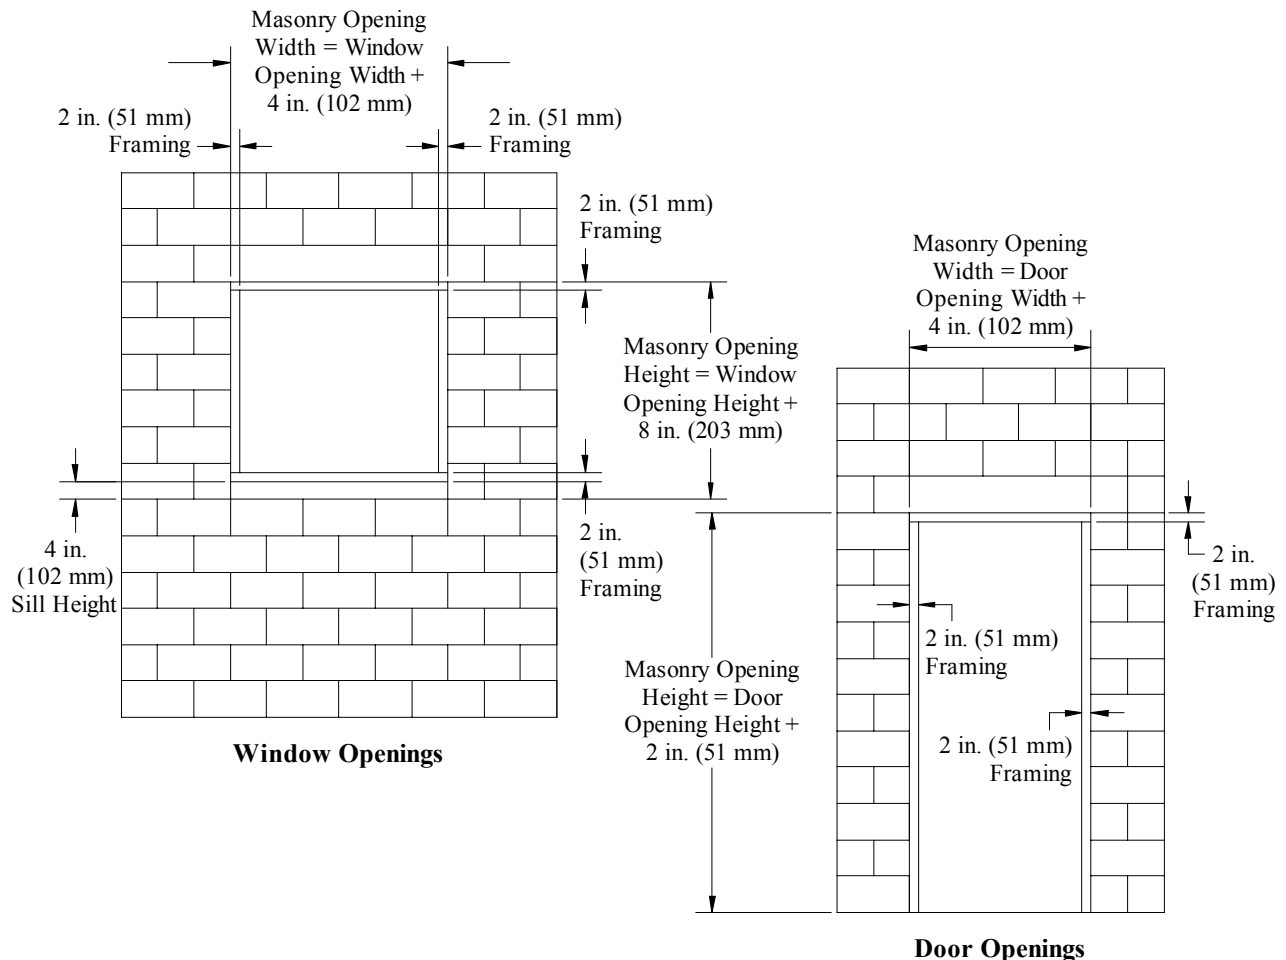 Masonry Opening
Width = Window
Opening Width +
4 in. (102 mm)
2 in. (51 mm)
Framing
2 in. (51 mm)
Framing
2 in. (51 mm)
Framing
Masonry Opening
Height = Window
Opening Height +
8 in. (203 mm)
4 in.
(102 mm)
Sill Height
2 in.
(51 mm)
Framing
Window Openings
Masonry Opening
Width = Door
Opening Width +
4 in. (102 mm)
2 in.
(51 mm)
Framing
2 in. (51 mm)
Framing
Masonry Opening
Height = Door
Opening Height +
2 in. (51 mm)
2 in. (51 mm)
Framing
Door Openings